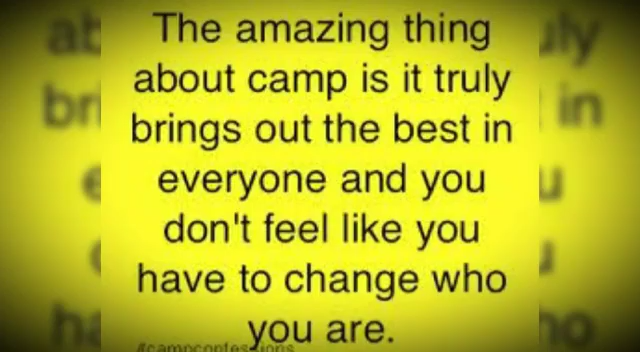 The amazing thing
about camp is it truly
brings out the best in
everyone and you
don't feel like you
have to change who
you are.
#campconfessions